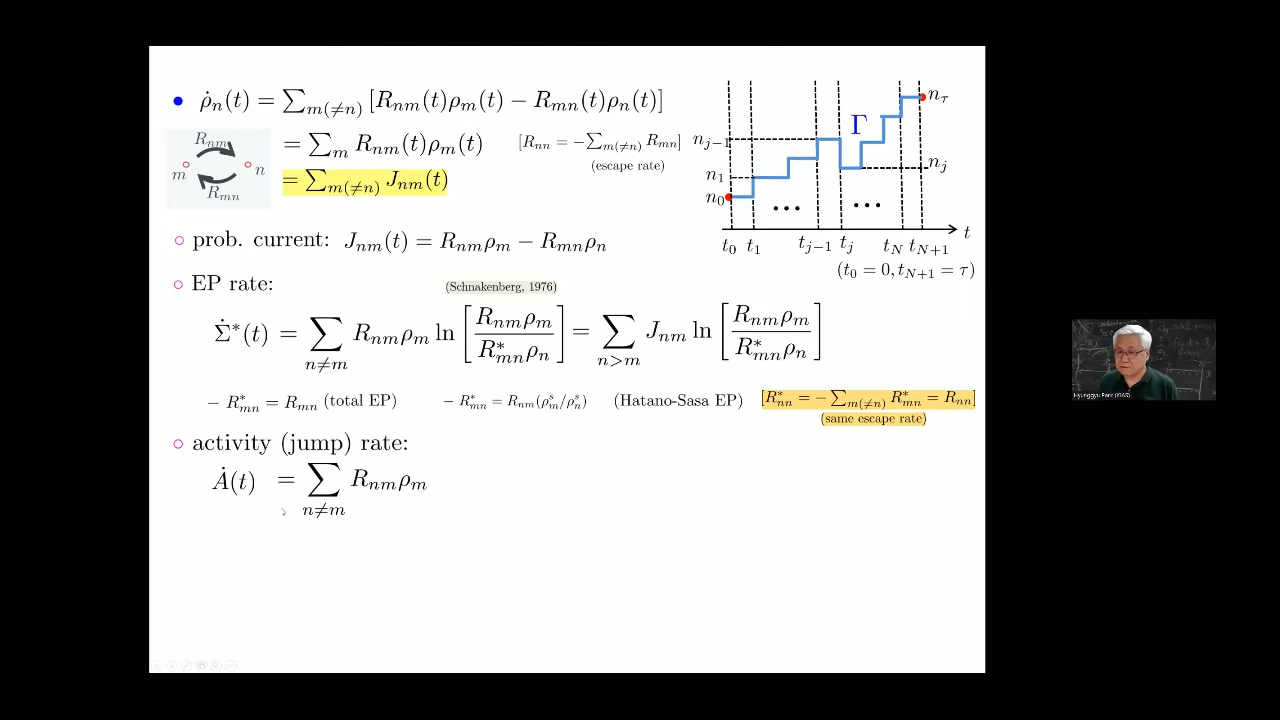 • ρ̇ₙ(t) = ∑_{m(≠n)} [R_{nm}(t)ρ_m(t) − R_{mn}(t)ρ_n(t)]
= ∑_m R_{nm}(t)ρ_m(t) [R_{nn} = −∑_{m(≠n)} R_{mn}]
(escape rate)
= ∑_{m(≠n)} J_{nm}(t)
R_{nm}
m n
R_{mn}
n_τ
Γ
n_{j−1}
n_j
n_1
n_0
... ...
t
t_0 t_1 t_{j−1} t_j t_N t_{N+1}
(t_0 = 0, t_{N+1} = τ)
○ prob. current: J_{nm}(t) = R_{nm}ρ_m − R_{mn}ρ_n
○ EP rate:
(Schnakenberg, 1976)
Σ̇*(t) = ∑_{n≠m} R_{nm}ρ_m ln [R_{nm}ρ_m / R*_{mn}ρ_n] = ∑_{n>m} J_{nm} ln [R_{nm}ρ_m / R*_{mn}ρ_n]
− R*_{mn} = R_{mn} (total EP) − R*_{mn} = R_{nm}(ρ^s_m/ρ^s_n) (Hatano-Sasa EP) [R*_{nn} = −∑_{m(≠n)} R*_{mn} = R_{nn}]
(same escape rate)
○ activity (jump) rate:
Ȧ(t) = ∑_{n≠m} R_{nm}ρ_m
Hyunggyu Park (KIAS)